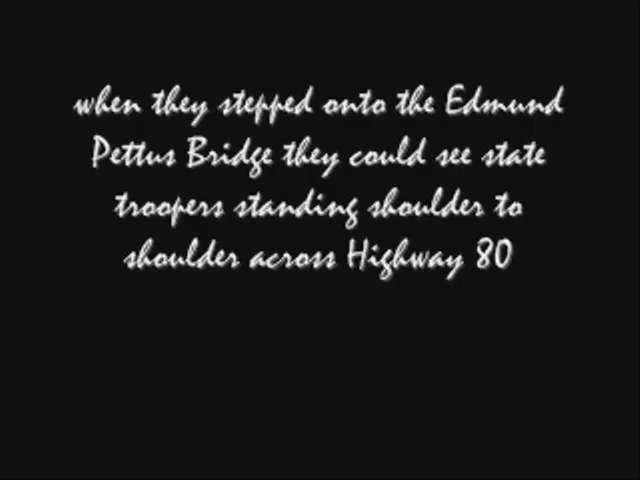 when they stepped onto the Edmund
Pettus Bridge they could see state
troopers standing shoulder to
shoulder across Highway 80